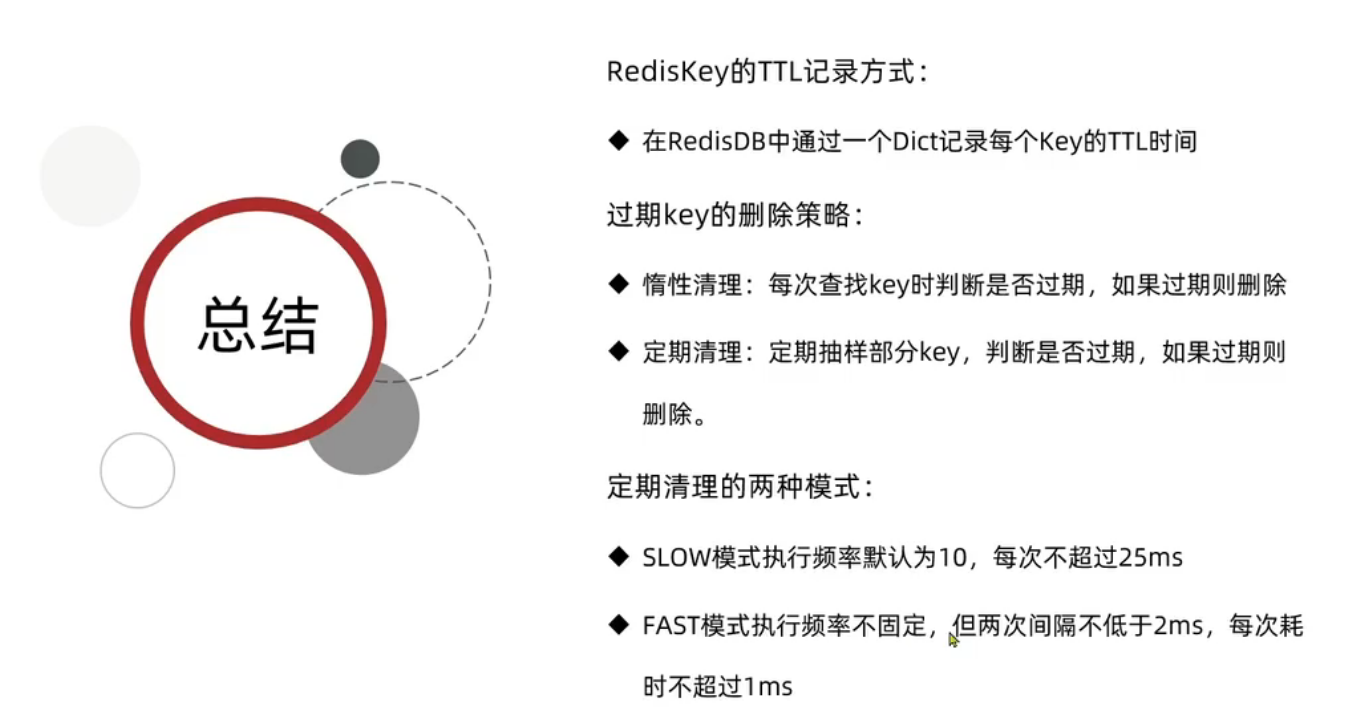 RedisKey的TTL记录方式：
◆ 在RedisDB中通过一个Dict记录每个Key的TTL时间
过期key的删除策略：
◆ 惰性清理：每次查找key时判断是否过期，如果过期则删除
◆ 定期清理：定期抽样部分key，判断是否过期，如果过期则
删除。
总结
定期清理的两种模式：
◆ SLOW模式执行频率默认为10，每次不超过25ms
◆ FAST模式执行频率不固定，但两次间隔不低于2ms，每次耗
时不超过1ms